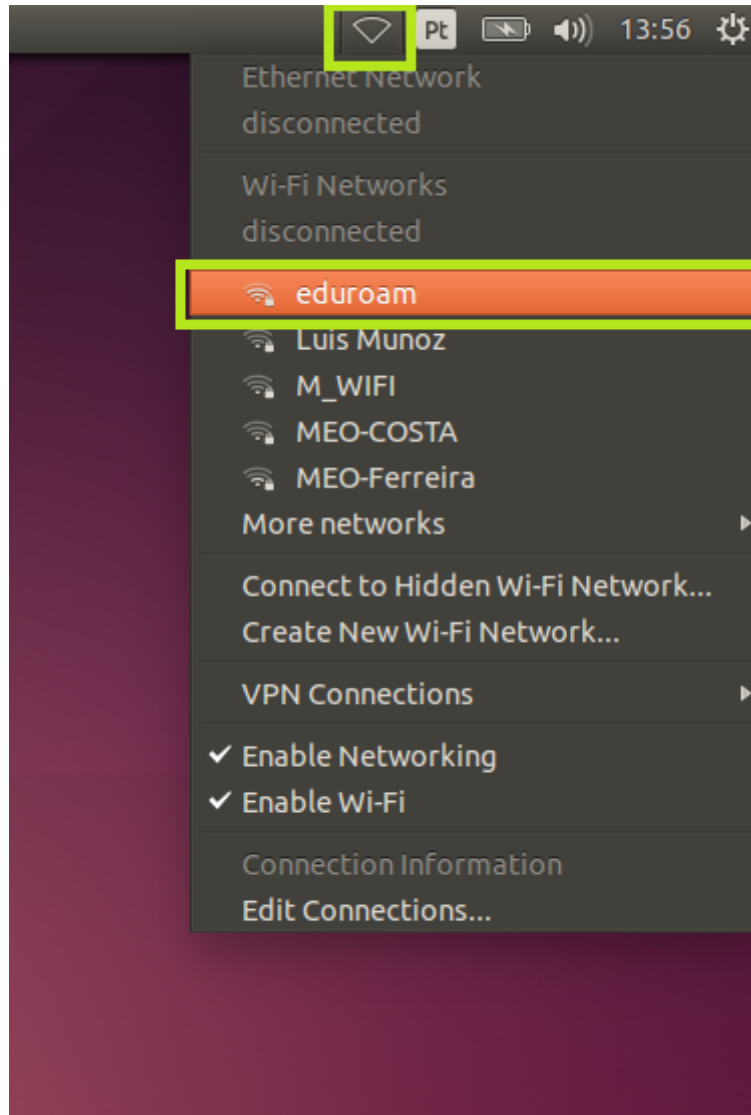 Pt 13:56
Ethernet Network
disconnected
Wi-Fi Networks
disconnected
eduroam
Luis Munoz
M_WIFI
MEO-COSTA
MEO-Ferreira
More networks
Connect to Hidden Wi-Fi Network...
Create New Wi-Fi Network...
VPN Connections
Enable Networking
Enable Wi-Fi
Connection Information
Edit Connections...